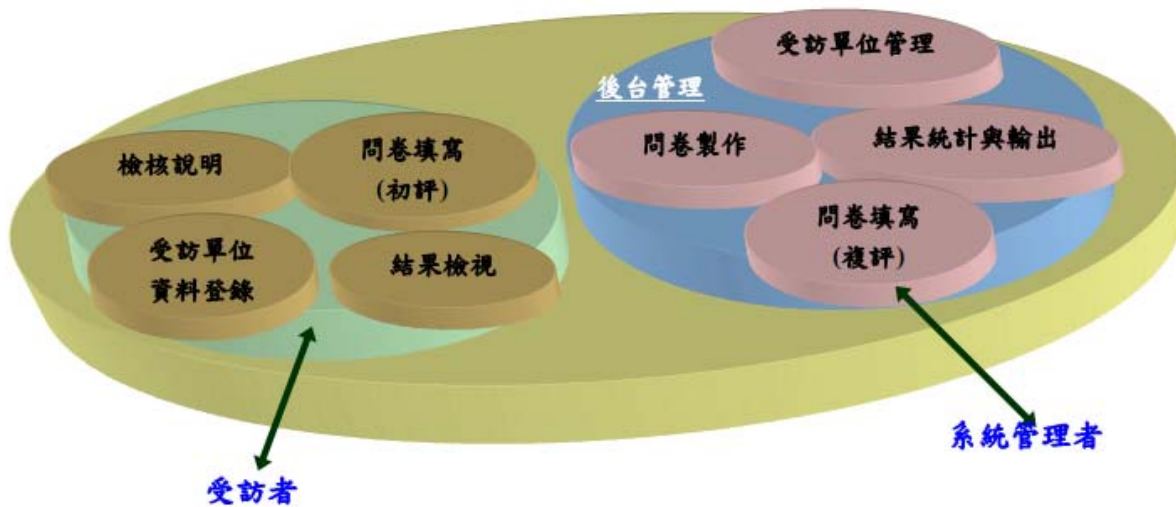 受訪單位管理
後台管理
問卷製作
結果統計與輸出
檢核說明
問卷填寫
(初評)
問卷填寫
(複評)
受訪單位
資料登錄
結果檢視
系統管理者
受訪者